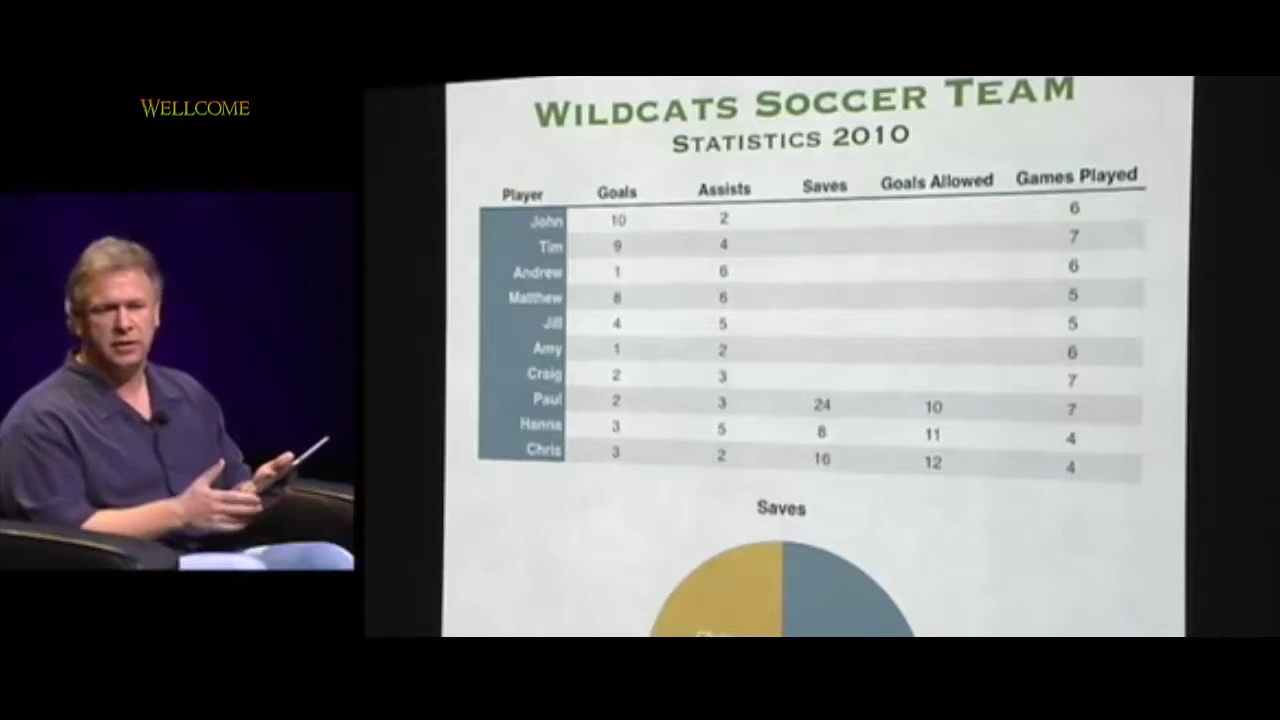 WELLCOME
WILDCATS SOCCER TEAM
STATISTICS 2010
Player Goals Assists Saves Goals Allowed Games Played
John 10 2 6
Tim 9 4 7
Andrew 1 6 6
Matthew 8 6 5
Jill 4 5 5
Amy 1 2 6
Craig 2 3 7
Paul 2 3 24 10 7
Hanna 3 5 8 11 4
Chris 3 2 16 12 4
Saves